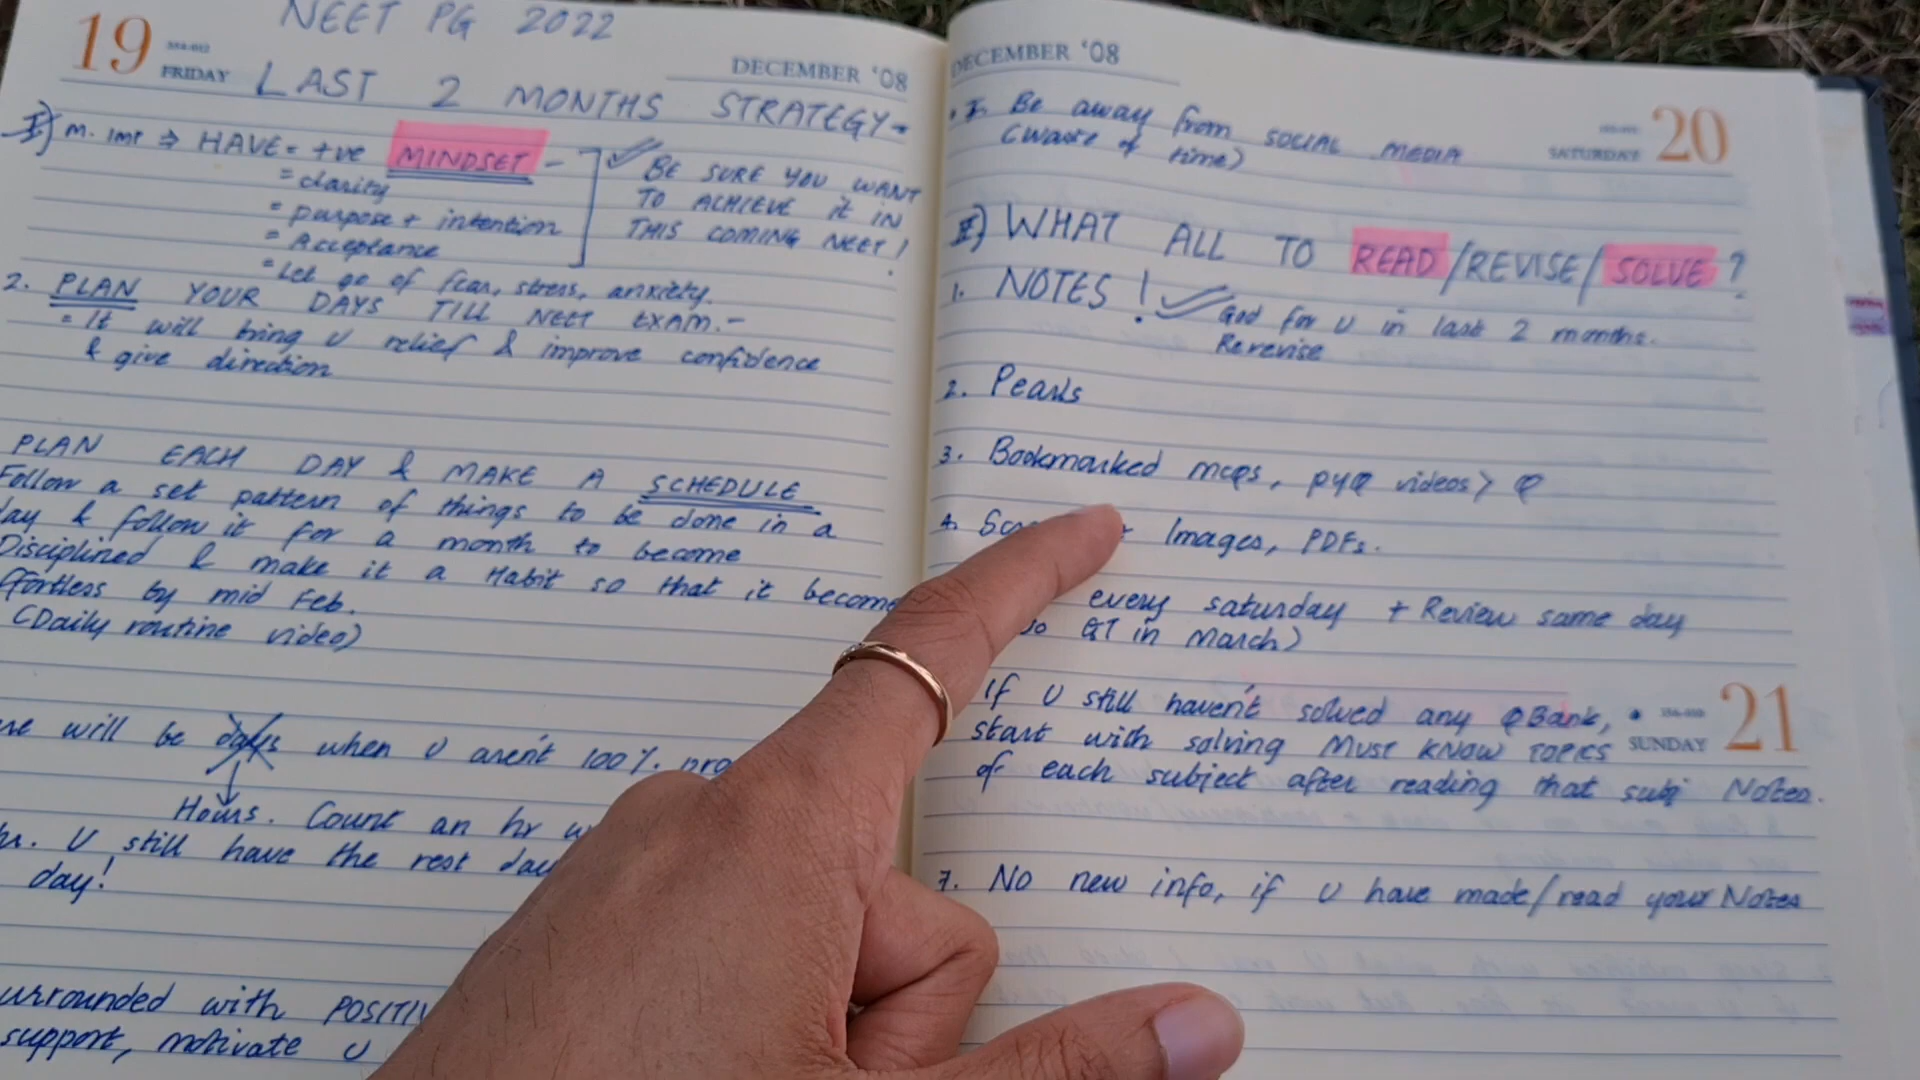 NEET PG 2022
19
FRIDAY
DECEMBER '08
LAST 2 MONTHS STRATEGY-
I) M. Imp ⇒ HAVE = +ve MINDSET -
= clarity
= purpose + intention
= Acceptance
= Let go of fear, stress, anxiety.
BE SURE YOU WANT
TO ACHIEVE it IN
THIS COMING NEET!
2. PLAN YOUR DAYS TILL NEET EXAM.-
= It will bring U relief & improve confidence
& give direction
PLAN EACH DAY & MAKE A SCHEDULE
Follow a set pattern of things to be done in a
day & follow it for a month to become
Disciplined & make it a Habit so that it become
ffortless by mid Feb.
(Daily routine video)
will be days when U aren't 100%.
Hours. Count an hr
U still have the rest day
day!
urrounded with
support, motivate U
DECEMBER '08
20
SATURDAY
Be away from SOCIAL MEDIA
(waste of time)
II) WHAT ALL TO READ/REVISE/SOLVE?
1. NOTES! God for U in last 2 months.
Rerevise
2. Pearls
3. Bookmarked mcqs, pyQ videos> Q
4. Images, PDFs.
every saturday + Review same day
GT in March)
If U still haven't solved any QBank,
start with solving MUST KNOW TOPICS
of each subject after reading that subj Notes.
21
SUNDAY
7. No new info, if U have made/read your Notes